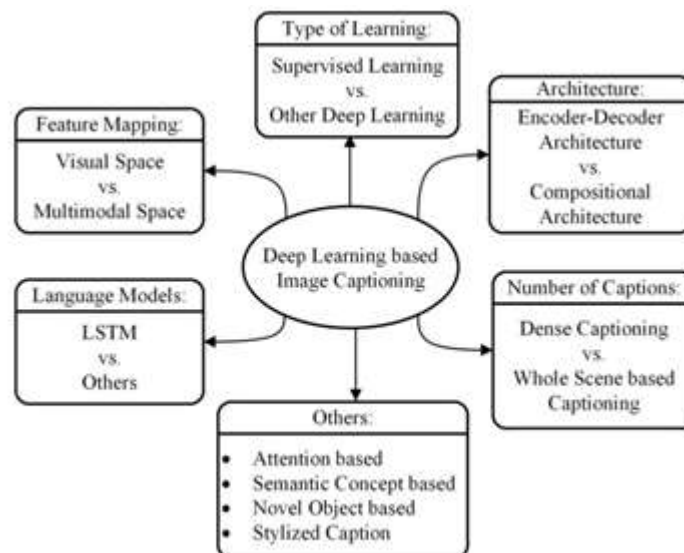 Type of Learning:
Supervised Learning
vs.
Other Deep Learning
Feature Mapping:
Visual Space
vs.
Multimodal Space
Architecture:
Encoder-Decoder
Architecture
vs.
Compositional
Architecture
Deep Learning based
Image Captioning
Language Models:
LSTM
vs.
Others
Number of Captions:
Dense Captioning
vs.
Whole Scene based
Captioning
Others:
• Attention based
• Semantic Concept based
• Novel Object based
• Stylized Caption